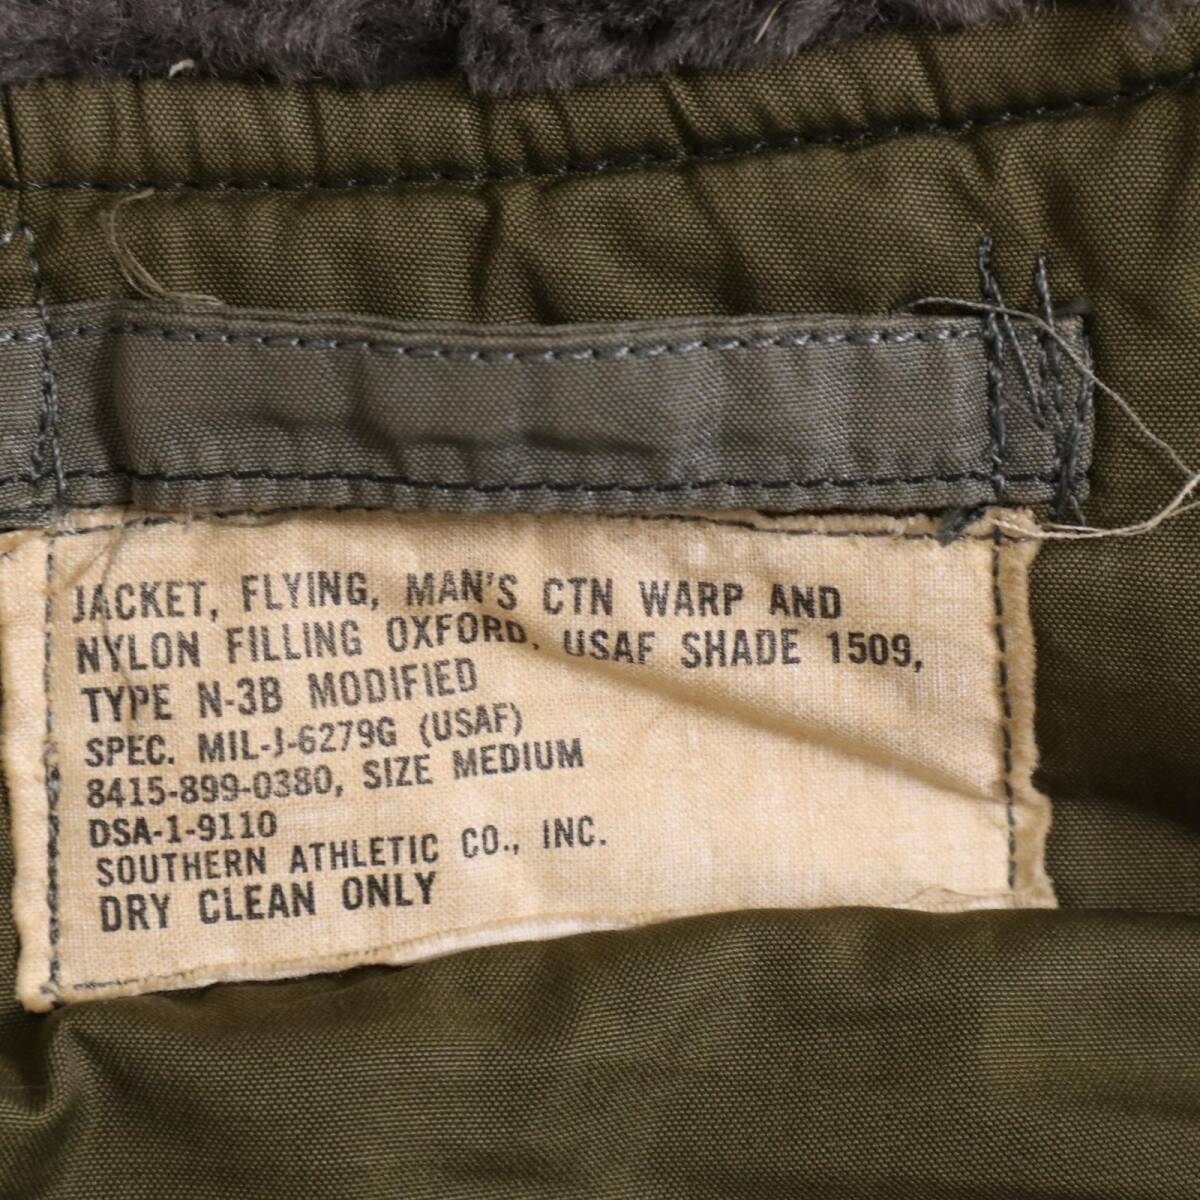 JACKET, FLYING, MAN'S CTN WARP AND
NYLON FILLING OXFORD, USAF SHADE 1509,
TYPE N-3B MODIFIED
SPEC. MIL-J-6279G (USAF)
8415-899-0380, SIZE MEDIUM
DSA-1-9110
SOUTHERN ATHLETIC CO., INC.
DRY CLEAN ONLY